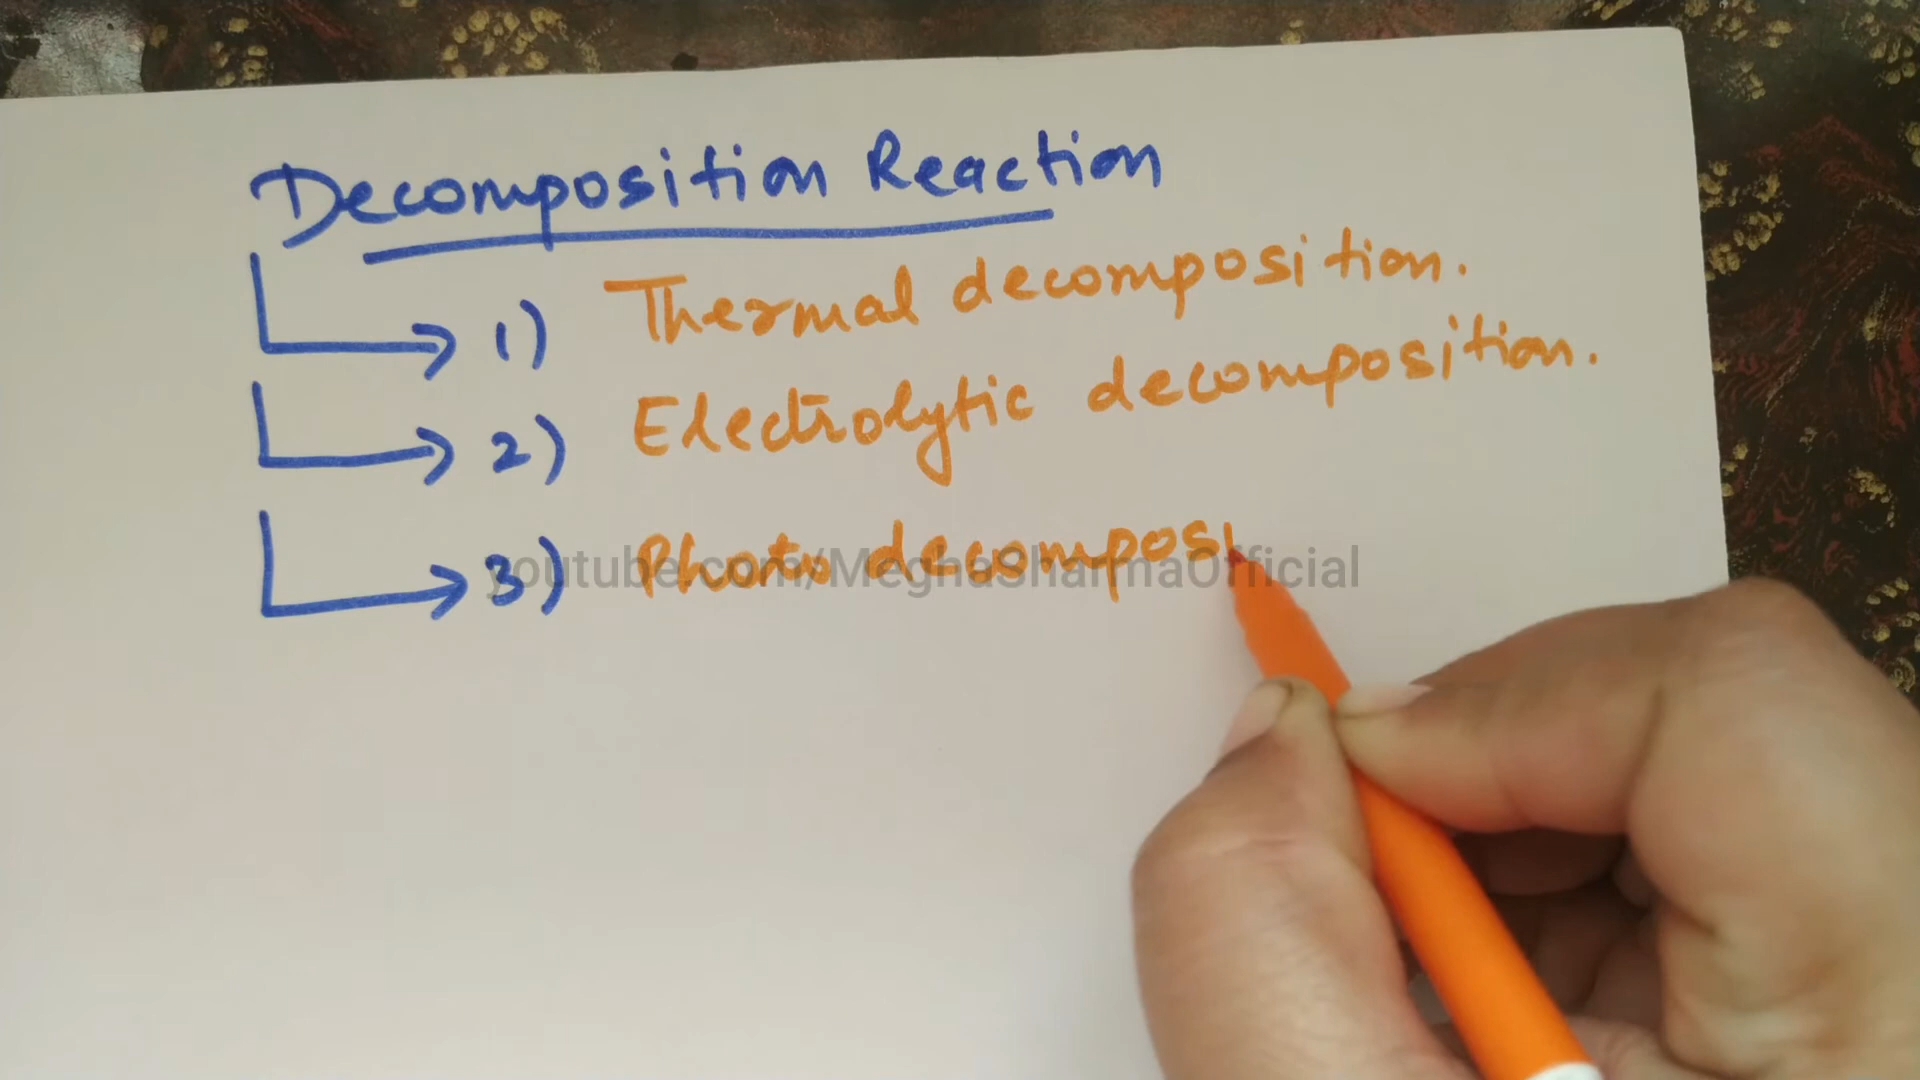 Decomposition Reaction
1) Thermal decomposition.
2) Electrolytic decomposition.
3) Photo decomposi
youtube.com/MeghaSharmaOfficial